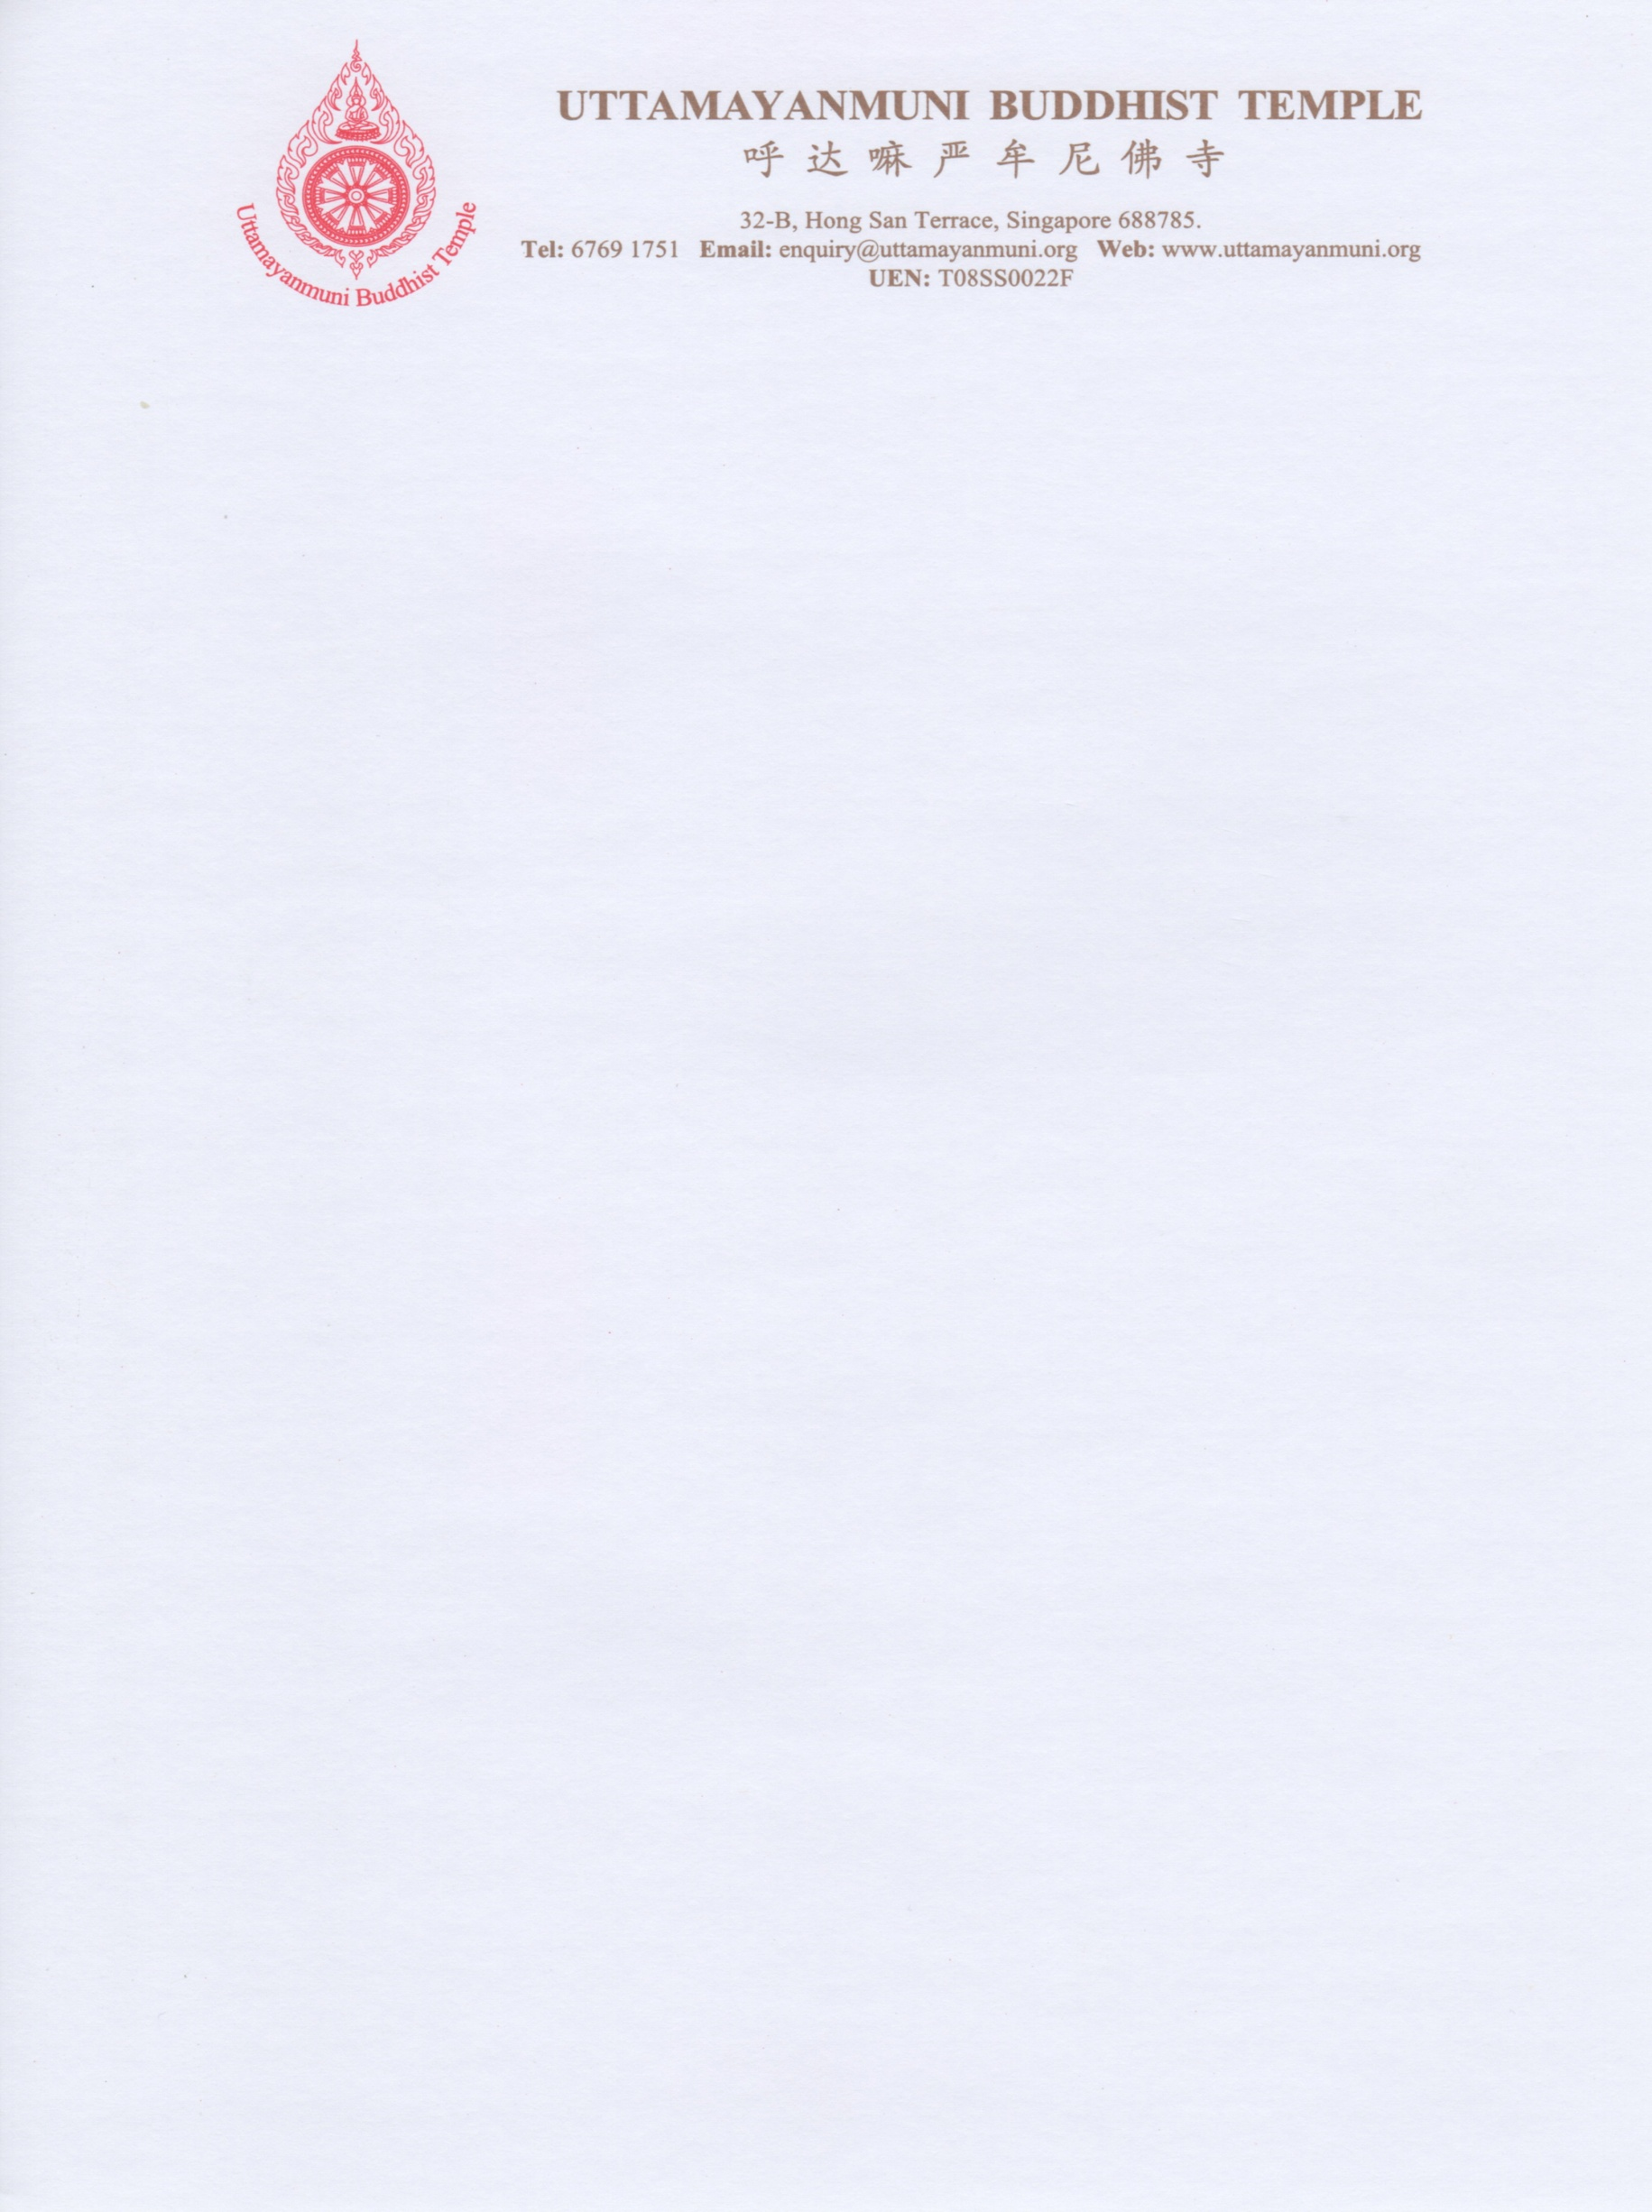 Uttamayanmuni Buddhist Temple
UTTAMAYANMUNI BUDDHIST TEMPLE
呼达嘛严牟尼佛寺
32-B, Hong San Terrace, Singapore 688785.
Tel: 6769 1751 Email: enquiry@uttamayanmuni.org Web: www.uttamayanmuni.org
UEN: T08SS0022F